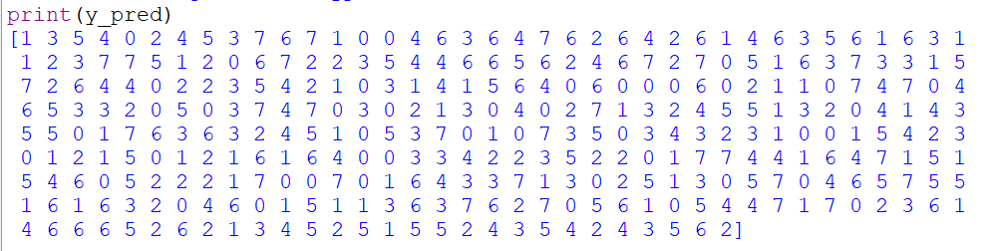 print(y_pred)
[1 3 5 4 0 2 4 5 3 7 6 7 1 0 0 4 6 3 6 4 7 6 2 6 4 2 6 1 4 6 3 5 6 1 6 3 1
1 2 3 7 7 5 1 2 0 6 7 2 2 3 5 4 4 6 6 5 6 2 4 6 7 2 7 0 5 1 6 3 7 3 3 1 5
7 2 6 4 4 0 2 2 3 5 4 2 1 0 3 1 4 1 5 6 4 0 6 0 0 0 6 0 2 1 1 0 7 4 7 0 4
6 5 3 3 2 0 5 0 3 7 4 7 0 3 0 2 1 3 0 4 0 2 7 1 3 2 4 5 5 1 3 2 0 4 1 4 3
5 5 0 1 7 6 3 6 3 2 4 5 1 0 5 3 7 0 1 0 7 3 5 0 3 4 3 2 3 1 0 0 1 5 4 2 3
0 1 2 1 5 0 1 2 1 6 1 6 4 0 0 3 3 4 2 2 3 5 2 2 0 1 7 7 4 4 1 6 4 7 1 5 1
5 4 6 0 5 2 2 2 1 7 0 0 7 0 1 6 4 3 3 7 1 3 0 2 5 1 3 0 5 7 0 4 6 5 7 5 5
1 6 1 6 3 2 0 4 6 0 1 5 1 1 3 6 3 7 6 2 7 0 5 6 1 0 5 4 4 7 1 7 0 2 3 6 1
4 6 6 6 5 2 6 2 1 3 4 5 2 5 1 5 5 2 4 3 5 4 2 4 3 5 6 2]